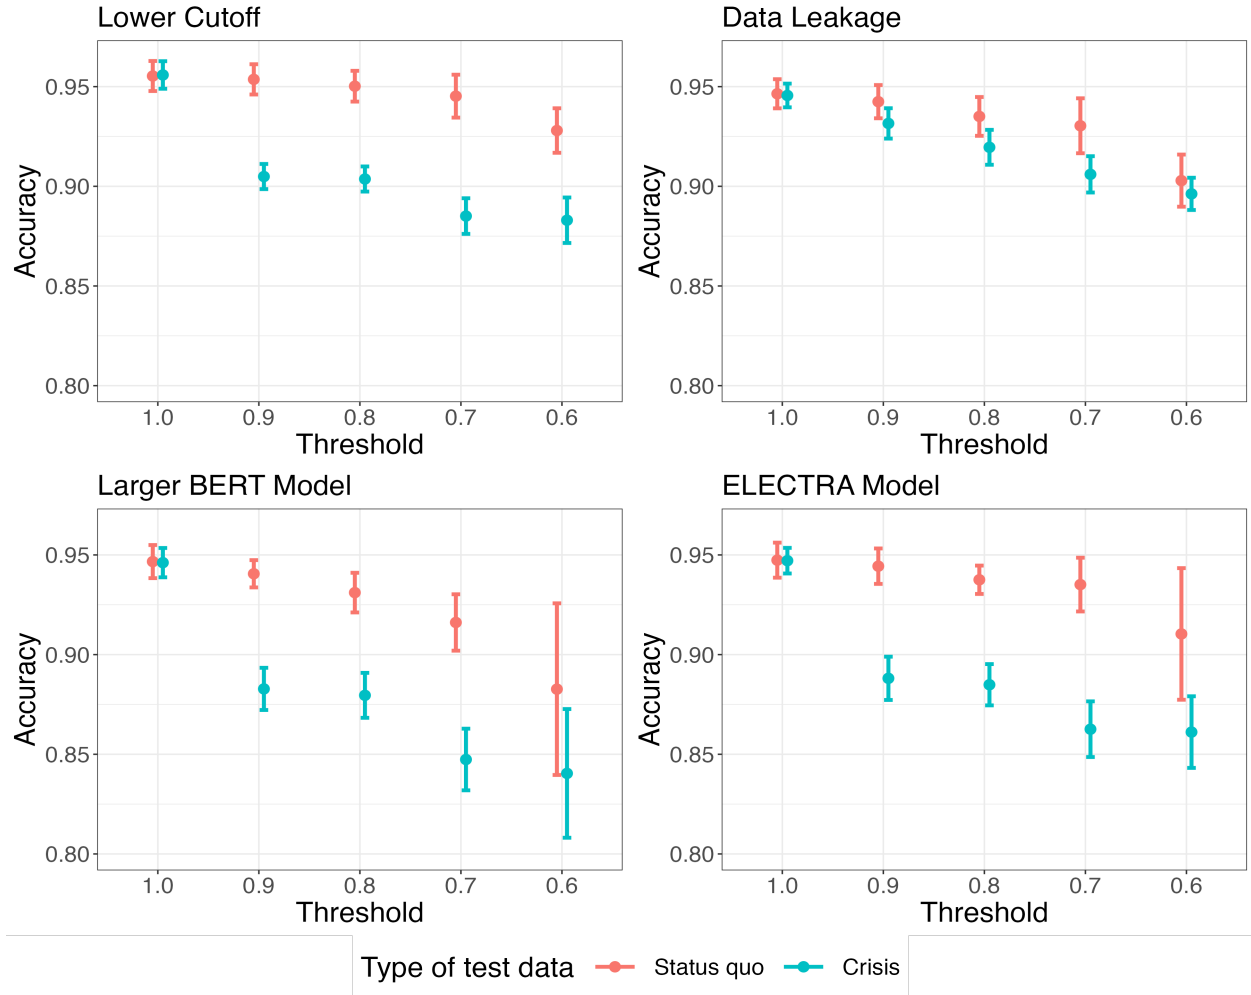 Lower Cutoff
Accuracy
0.95
0.90
0.85
0.80
1.0 0.9 0.8 0.7 0.6
Threshold
Data Leakage
Accuracy
0.95
0.90
0.85
0.80
1.0 0.9 0.8 0.7 0.6
Threshold
Larger BERT Model
Accuracy
0.95
0.90
0.85
0.80
1.0 0.9 0.8 0.7 0.6
Threshold
ELECTRA Model
Accuracy
0.95
0.90
0.85
0.80
1.0 0.9 0.8 0.7 0.6
Threshold
Type of test data Status quo Crisis